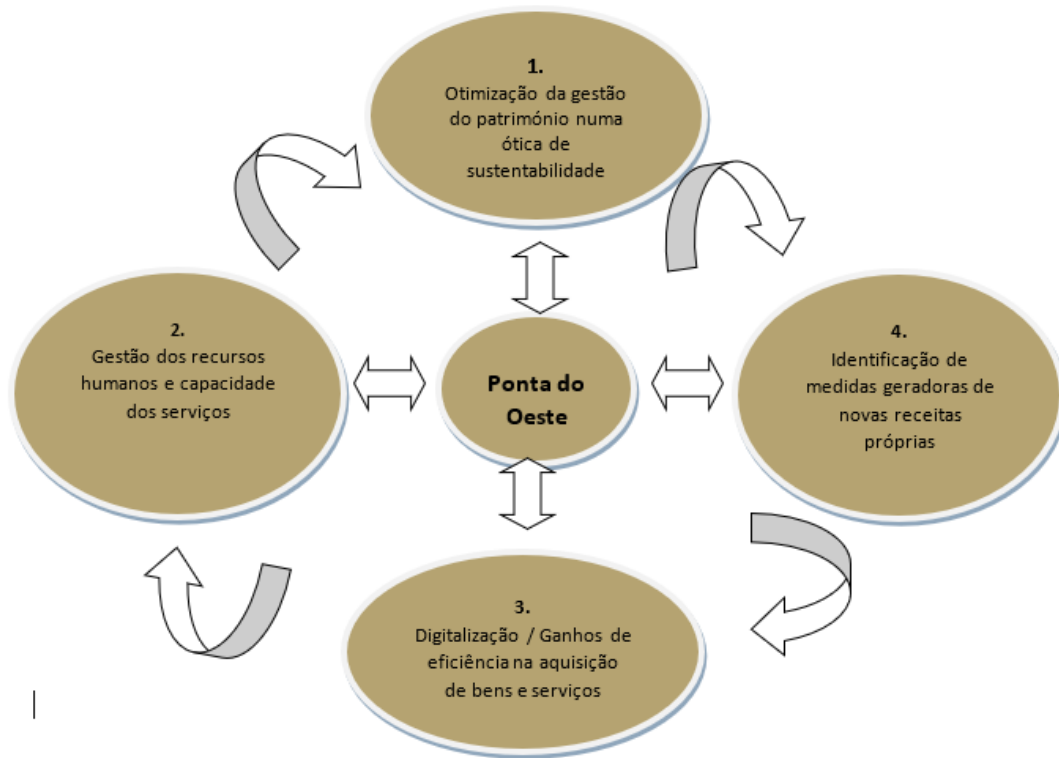 1.
Otimização da gestão
do património numa
ótica de
sustentabilidade
2.
Gestão dos recursos
humanos e capacidade
dos serviços
Ponta do
Oeste
4.
Identificação de
medidas geradoras de
novas receitas
próprias
3.
Digitalização / Ganhos de
eficiência na aquisição
de bens e serviços